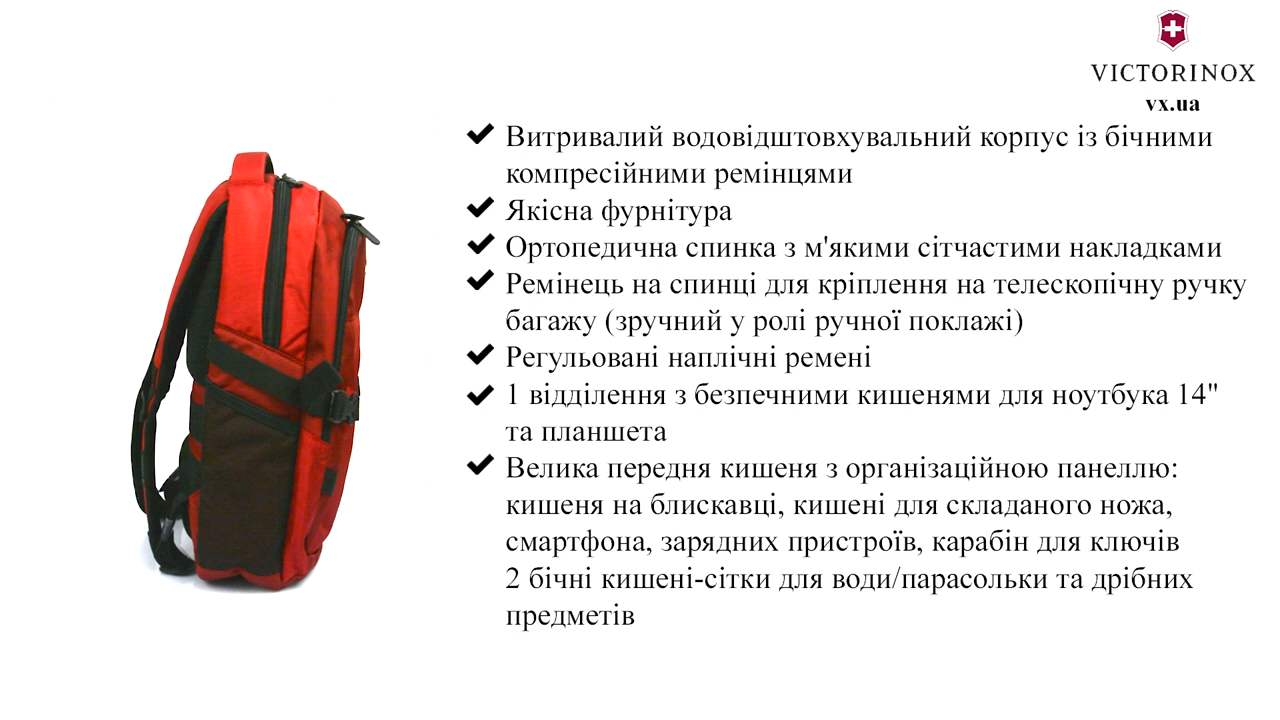 VICTORINOX
vx.ua
Витривалий водовідштовхувальний корпус із бічними
компресійними ремінцями
Якісна фурнітура
Ортопедична спинка з м'якими сітчастими накладками
Ремінець на спинці для кріплення на телескопічну ручку
багажу (зручний у ролі ручної поклажі)
Регульовані наплічні ремені
1 відділення з безпечними кишенями для ноутбука 14"
та планшета
Велика передня кишеня з організаційною панеллю:
кишеня на блискавці, кишені для складаного ножа,
смартфона, зарядних пристроїв, карабін для ключів
2 бічні кишені-сітки для води/парасольки та дрібних
предметів